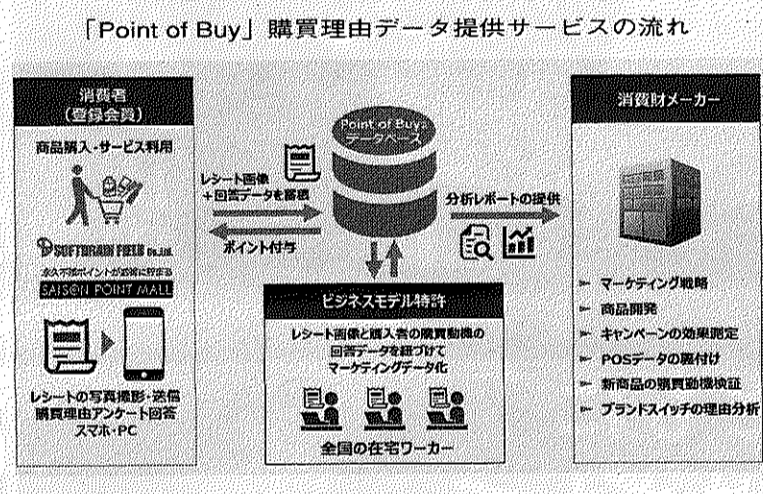 「Point of Buy」購買理由データ提供サービスの流れ
消費者
(登録会員)
商品購入・サービス利用
SOFTBRAIN FIELD Co.,Ltd.
永久不滅ポイントがお得に貯まる
SAISON POINT MALL
レシートの写真撮影・送信
購買理由アンケート回答
スマホ・PC
レシート画像
+回答データを蓄積
ポイント付与
Point of Buy
データベース
分析レポートの提供
ビジネスモデル特許
レシート画像と購入者の購買動機の
回答データを紐づけて
マーケティングデータ化
全国の在宅ワーカー
消費財メーカー
マーケティング戦略
商品開発
キャンペーンの効果測定
POSデータの裏付け
新商品の購買動機検証
ブランドスイッチの理由分析